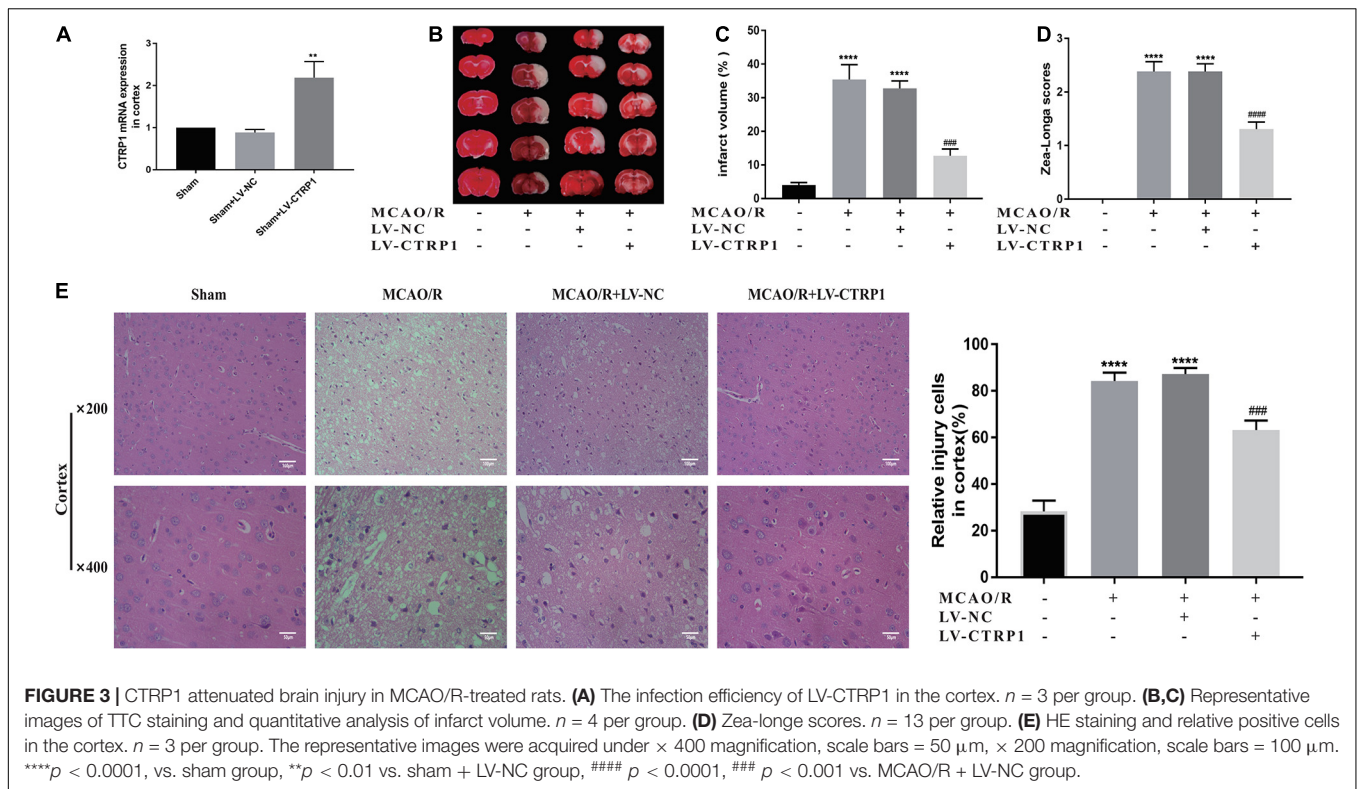 A
CTRP1 mRNA expression
in cortex
3
2
1
0
**
Sham
Sham+LV-NC
Sham+LV-CTRP1
B
MCAO/R - + + +
LV-NC - - + -
LV-CTRP1 - - - +
C
infarct volume (%)
50
40
30
20
10
0
**** **** ###
MCAO/R - + + +
LV-NC - - + -
LV-CTRP1 - - - +
D
Zea-Longa scores
3
2
1
0
**** **** ####
MCAO/R - + + +
LV-NC - - + -
LV-CTRP1 - - - +
E
Sham MCAO/R MCAO/R+LV-NC MCAO/R+LV-CTRP1
Cortex
×200
100μm 100μm 100μm 100μm
×400
50μm 50μm 50μm 50μm
Relative injury cells
in cortex(%)
100
80
60
40
20
0
**** **** ###
MCAO/R - + + +
LV-NC - - + -
LV-CTRP1 - - - +
FIGURE 3 | CTRP1 attenuated brain injury in MCAO/R-treated rats. (A) The infection efficiency of LV-CTRP1 in the cortex. n = 3 per group. (B,C) Representative
images of TTC staining and quantitative analysis of infarct volume. n = 4 per group. (D) Zea-longe scores. n = 13 per group. (E) HE staining and relative positive cells
in the cortex. n = 3 per group. The representative images were acquired under × 400 magnification, scale bars = 50 μm, × 200 magnification, scale bars = 100 μm.
****p < 0.0001, vs. sham group, **p < 0.01 vs. sham + LV-NC group, #### p < 0.0001, ### p < 0.001 vs. MCAO/R + LV-NC group.